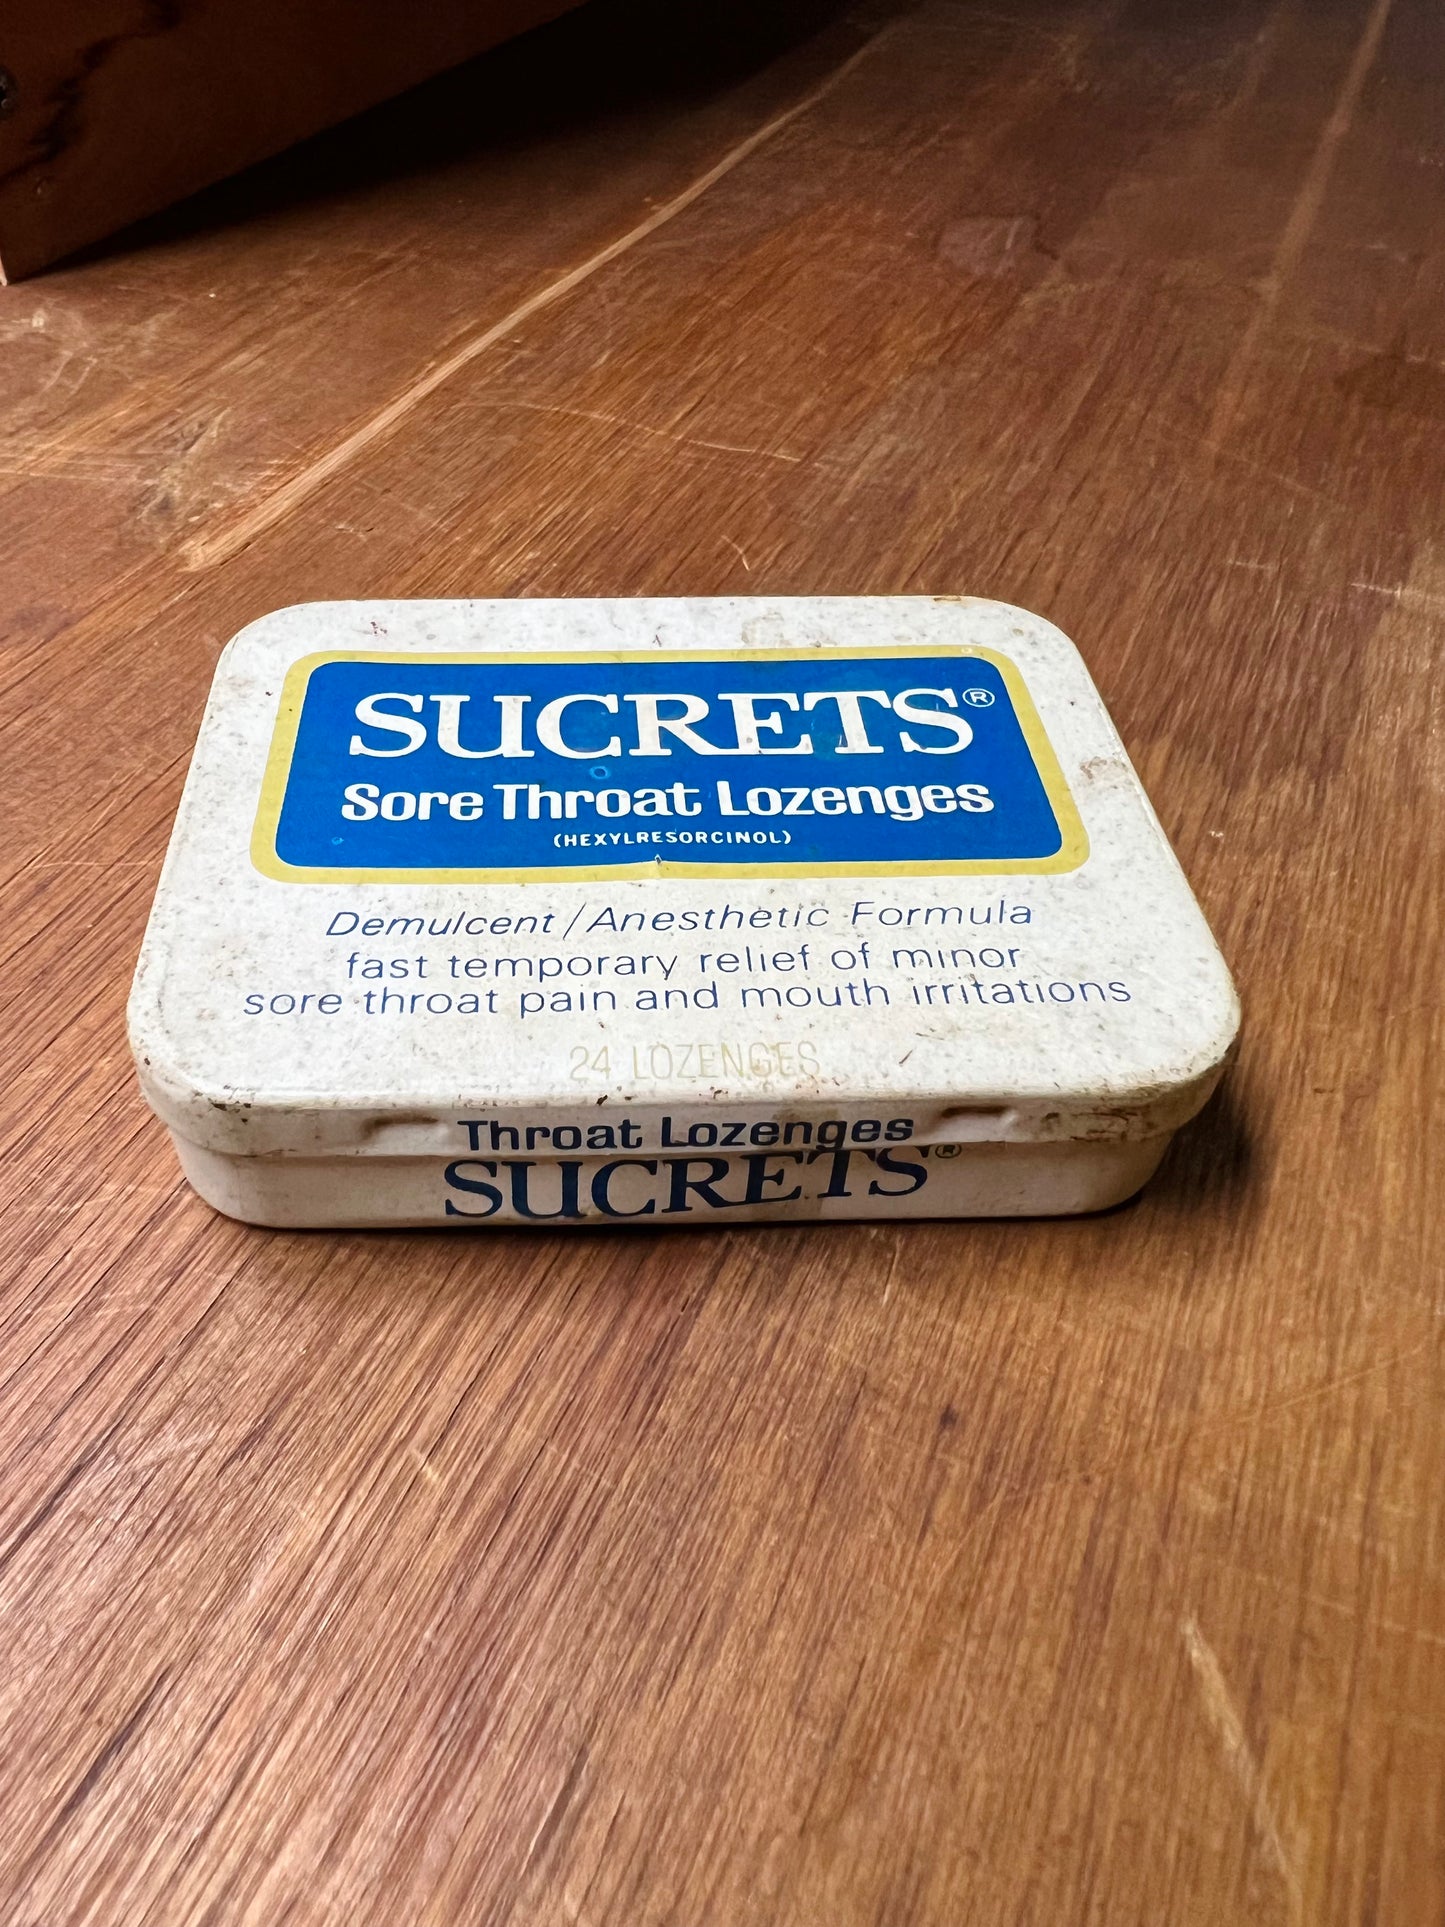 SUCRETS®
Sore Throat Lozenges
(HEXYLRESORCINOL)
Demulcent/Anesthetic Formula
fast temporary relief of minor
sore throat pain and mouth irritations
24 LOZENGES
Throat Lozenges
SUCRETS®